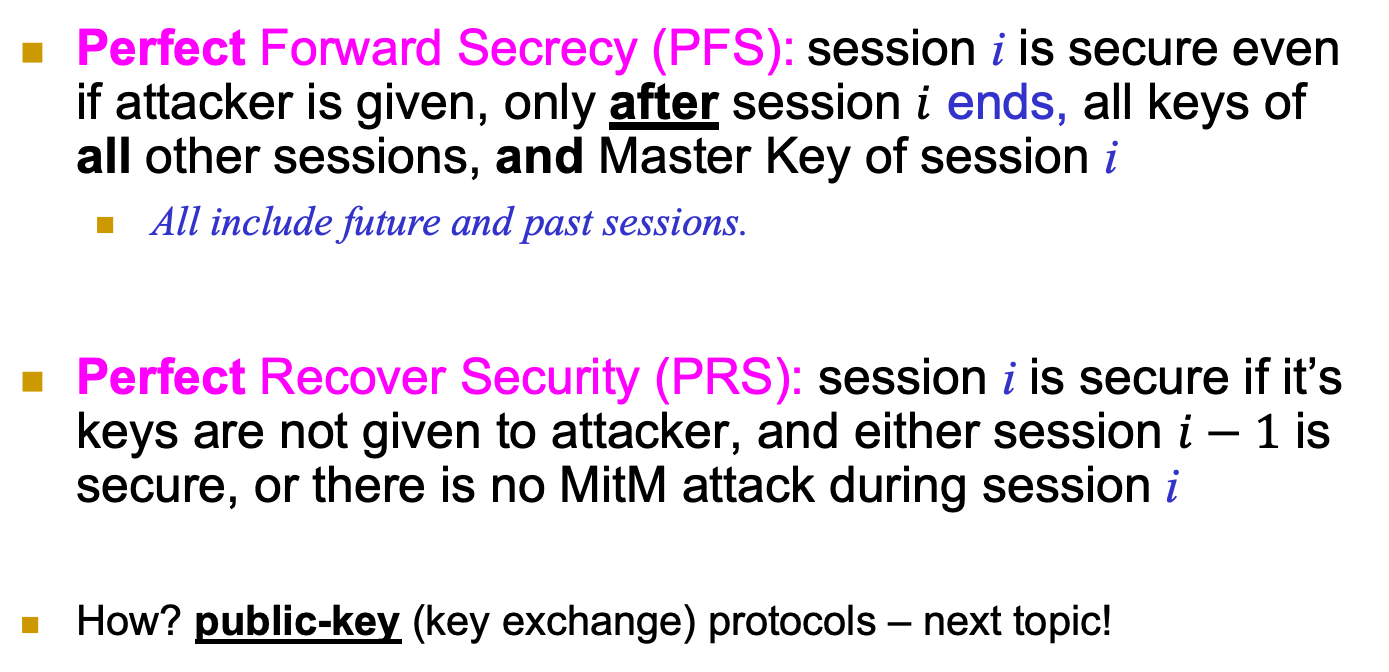 Perfect Forward Secrecy (PFS): session i is secure even
if attacker is given, only after session i ends, all keys of
all other sessions, and Master Key of session i
All include future and past sessions.
Perfect Recover Security (PRS): session i is secure if it’s
keys are not given to attacker, and either session i – 1 is
secure, or there is no MitM attack during session i
How? public-key (key exchange) protocols – next topic!